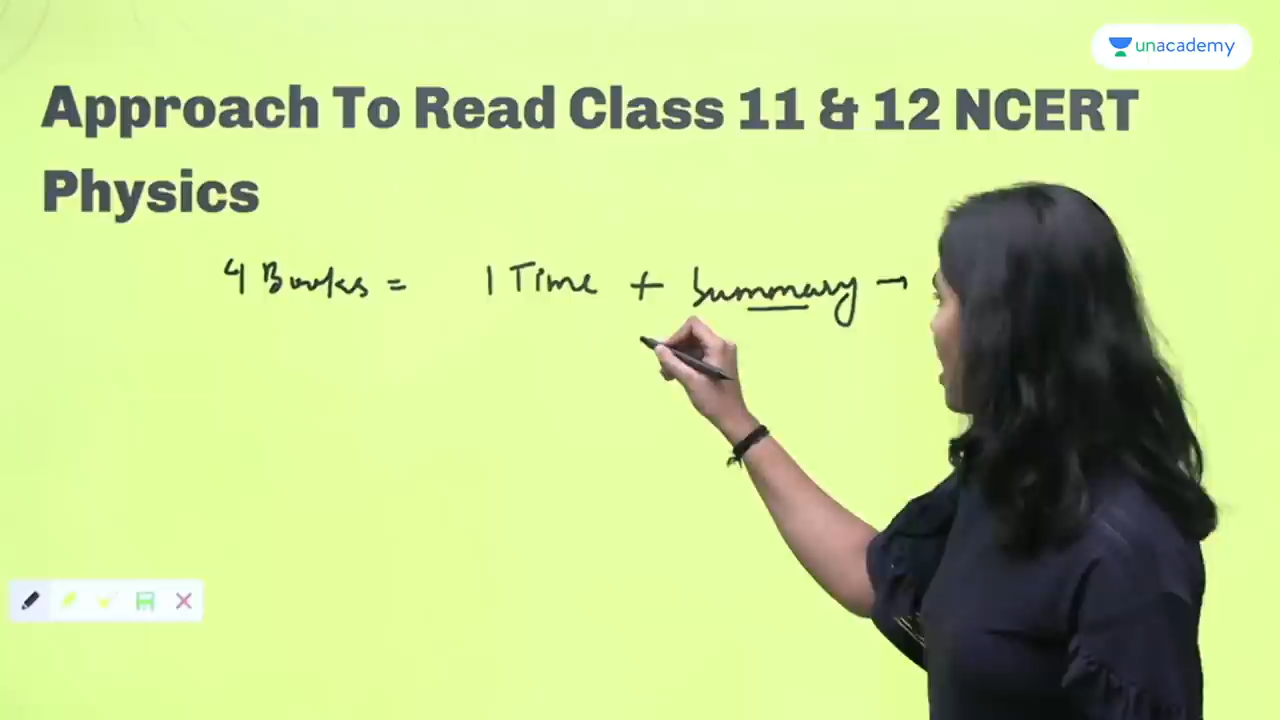 unacademy
Approach To Read Class 11 & 12 NCERT
Physics
4 Books = 1 Time + Summary →